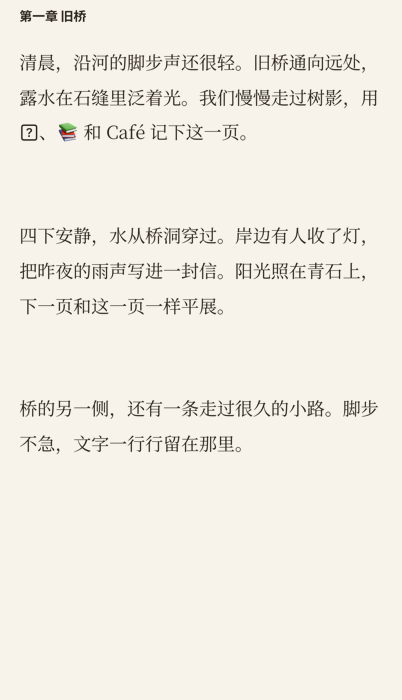 第一章 旧桥
清晨，沿河的脚步声还很轻。旧桥通向远处，
露水在石缝里泛着光。我们慢慢走过树影，用
、📚 和 Café 记下这一页。
四下安静，水从桥洞穿过。岸边有人收了灯，
把昨夜的雨声写进一封信。阳光照在青石上，
下一页和这一页一样平展。
桥的另一侧，还有一条走过很久的小路。脚步
不急，文字一行行留在那里。